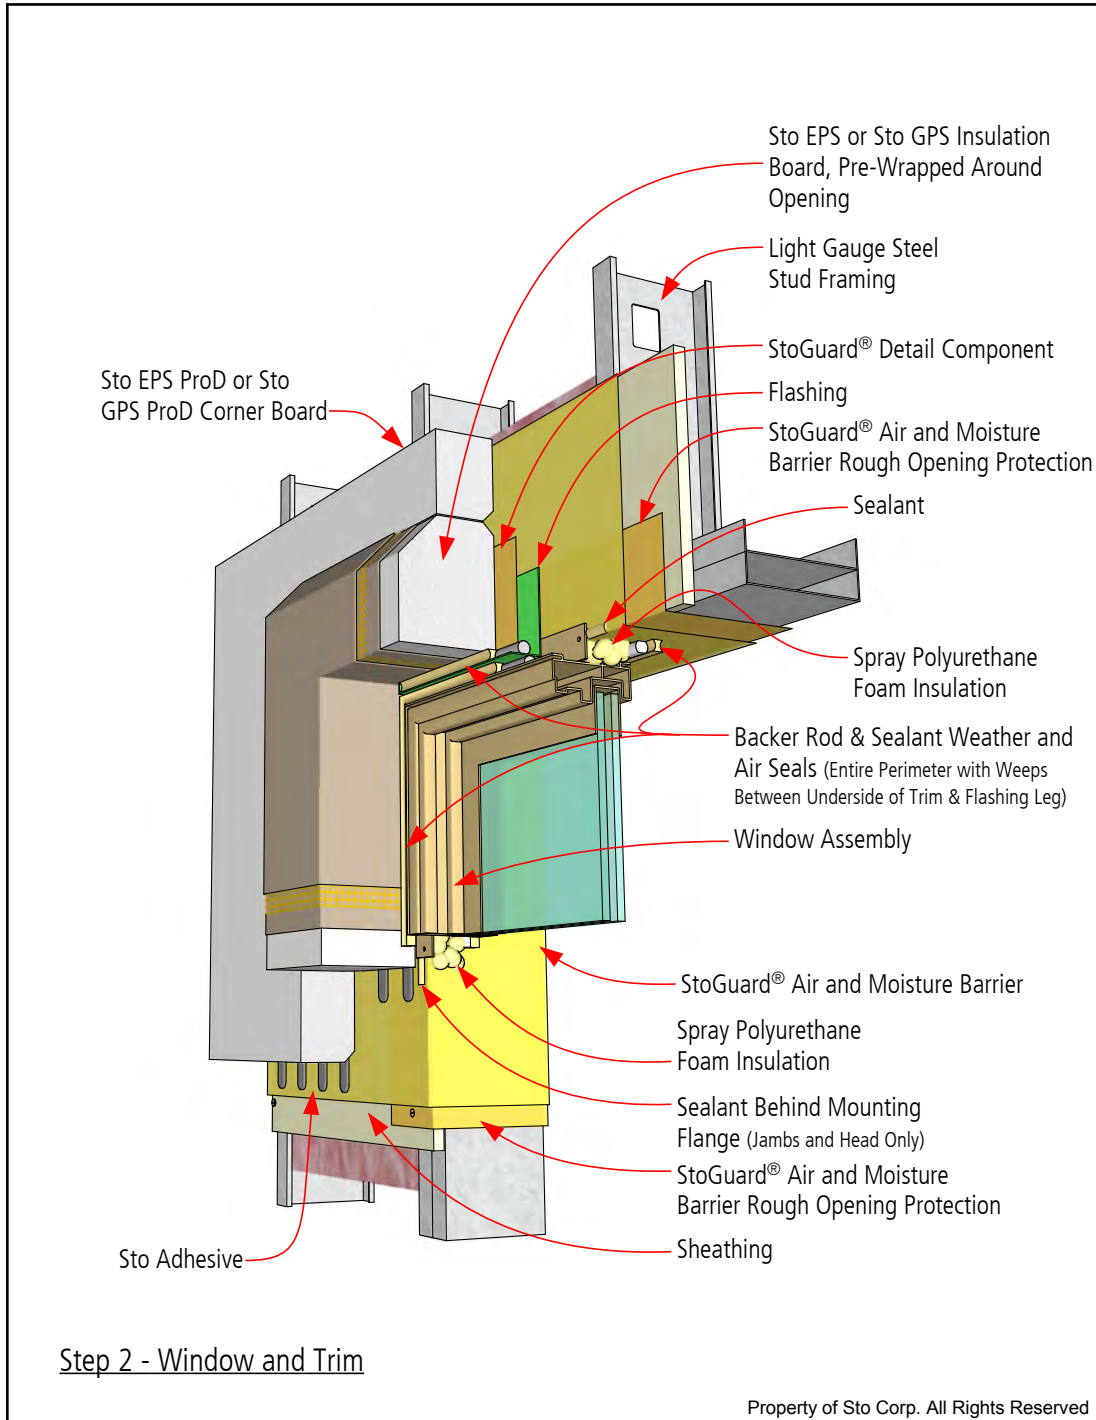 Sto EPS or Sto GPS Insulation
Board, Pre-Wrapped Around
Opening
Light Gauge Steel
Stud Framing
StoGuard® Detail Component
Flashing
StoGuard® Air and Moisture
Barrier Rough Opening Protection
Sealant
Sto EPS ProD or Sto
GPS ProD Corner Board
Spray Polyurethane
Foam Insulation
Backer Rod & Sealant Weather and
Air Seals (Entire Perimeter with Weeps
Between Underside of Trim & Flashing Leg)
Window Assembly
StoGuard® Air and Moisture Barrier
Spray Polyurethane
Foam Insulation
Sealant Behind Mounting
Flange (Jambs and Head Only)
StoGuard® Air and Moisture
Barrier Rough Opening Protection
Sheathing
Sto Adhesive
Step 2 - Window and Trim
Property of Sto Corp. All Rights Reserved